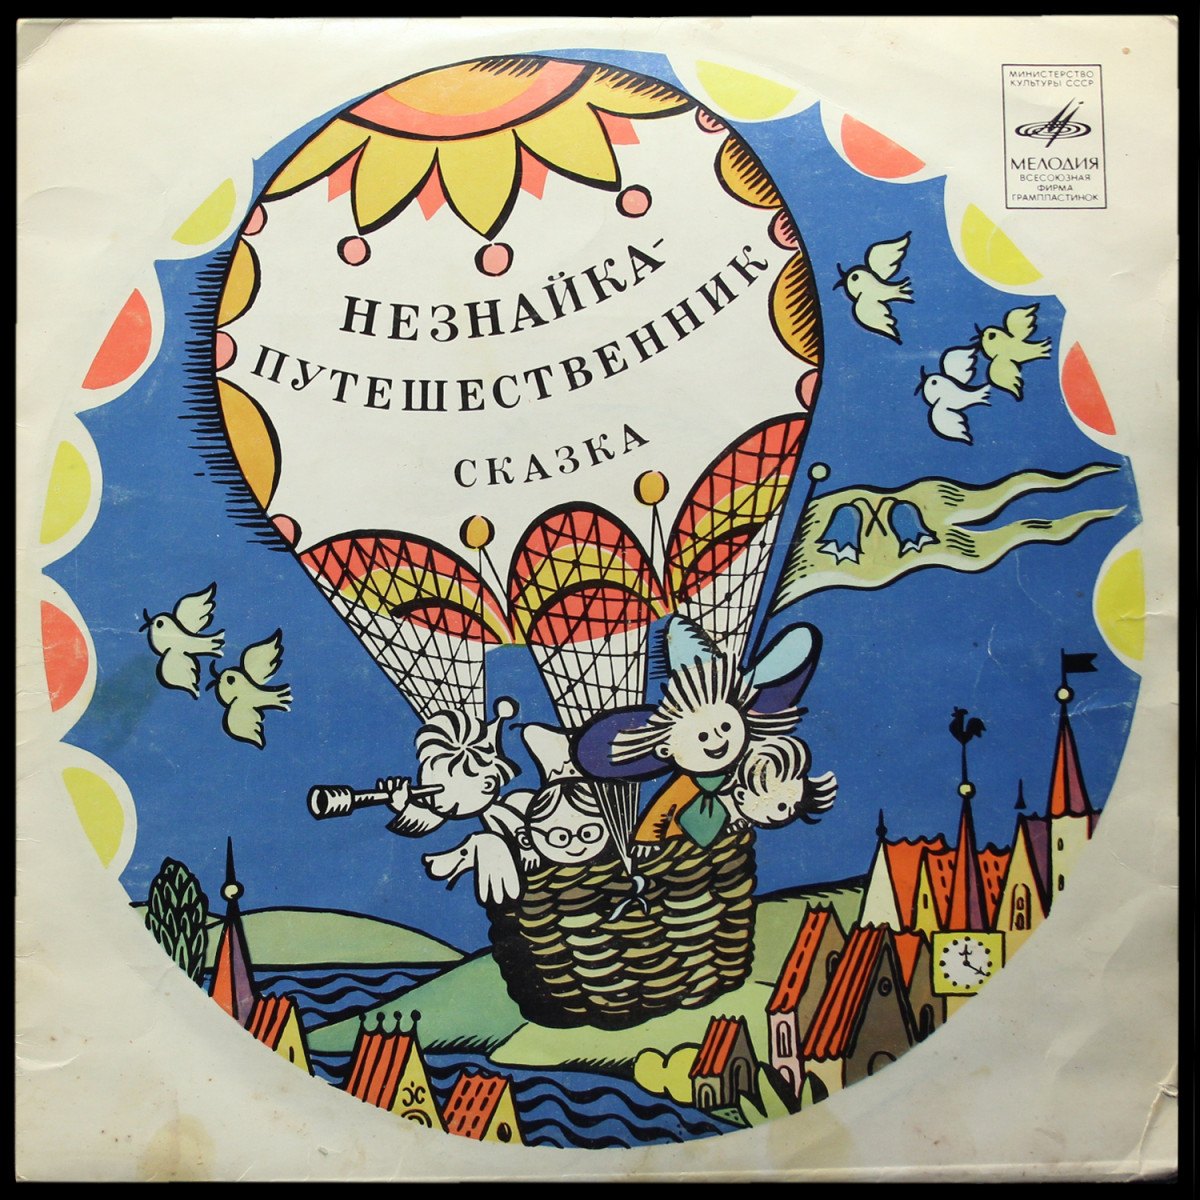 МИНИСТЕРСТВО
КУЛЬТУРЫ СССР
МЕЛОДИЯ
ВСЕСОЮЗНАЯ
ФИРМА
ГРАМПЛАСТИНОК
НЕЗНАЙКА-
ПУТЕШЕСТВЕННИК
СКАЗКА